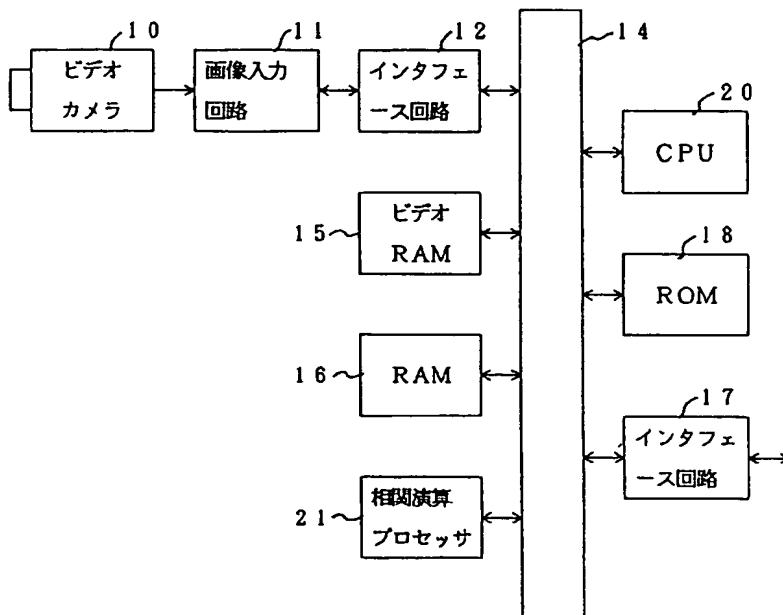 10
ビデオ
カメラ
11
画像入力
回路
12
インタフェ
ース回路
14
20
CPU
15
ビデオ
RAM
18
ROM
16
RAM
17
インタフェ
ース回路
21
相関演算
プロセッサ